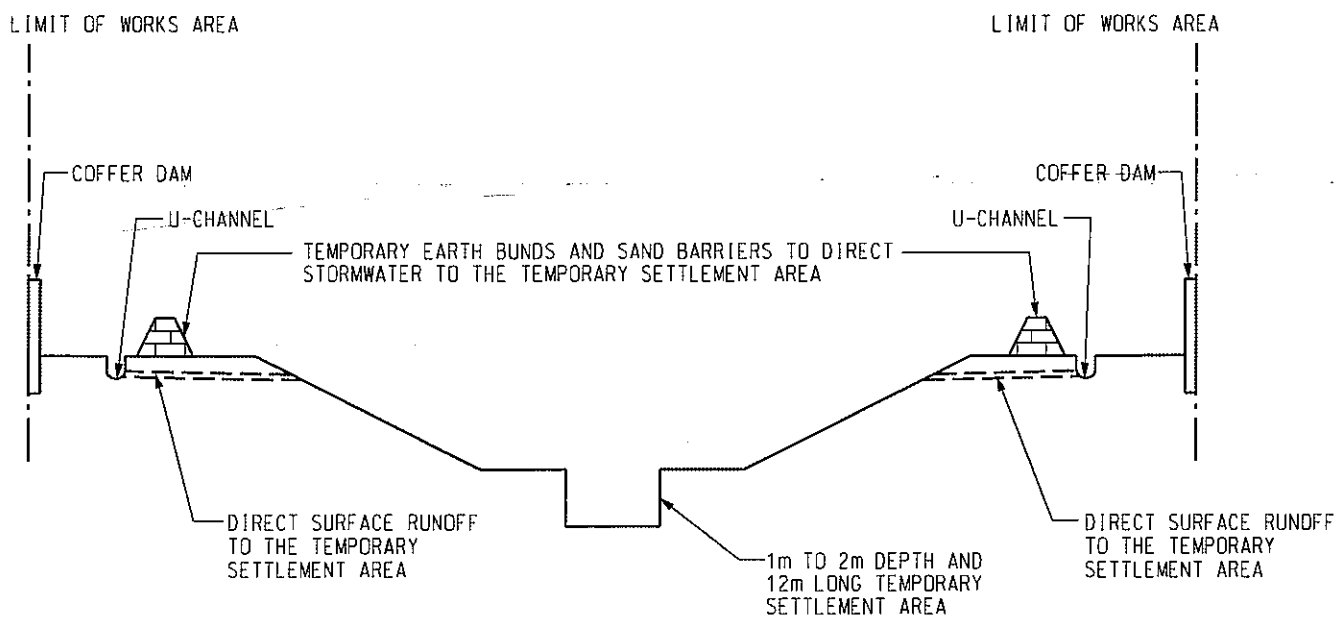 LIMIT OF WORKS AREA
LIMIT OF WORKS AREA
COFFER DAM
COFFER DAM
U-CHANNEL
U-CHANNEL
TEMPORARY EARTH BUNDS AND SAND BARRIERS TO DIRECT
STORMWATER TO THE TEMPORARY SETTLEMENT AREA
DIRECT SURFACE RUNOFF
TO THE TEMPORARY
SETTLEMENT AREA
1m TO 2m DEPTH AND
12m LONG TEMPORARY
SETTLEMENT AREA
DIRECT SURFACE RUNOFF
TO THE TEMPORARY
SETTLEMENT AREA